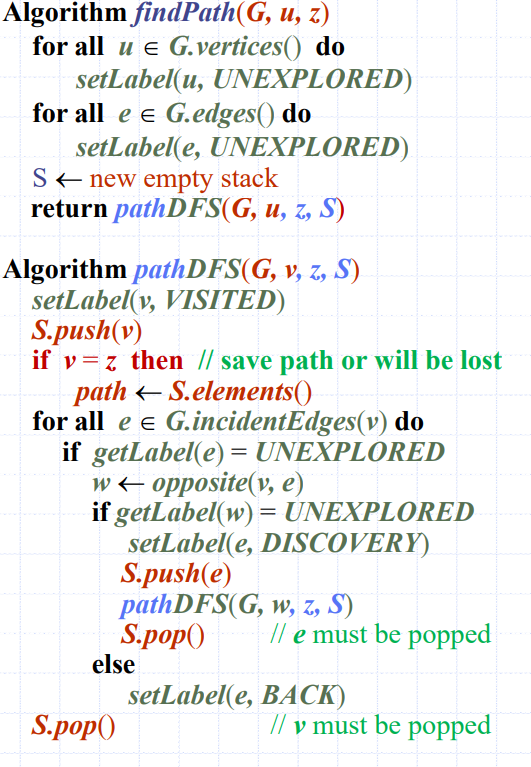 Algorithm findPath(G, u, z)
for all u ∈ G.vertices() do
setLabel(u, UNEXPLORED)
for all e ∈ G.edges() do
setLabel(e, UNEXPLORED)
S ← new empty stack
return pathDFS(G, u, z, S)
Algorithm pathDFS(G, v, z, S)
setLabel(v, VISITED)
S.push(v)
if v = z then // save path or will be lost
path ← S.elements()
for all e ∈ G.incidentEdges(v) do
if getLabel(e) = UNEXPLORED
w ← opposite(v, e)
if getLabel(w) = UNEXPLORED
setLabel(e, DISCOVERY)
S.push(e)
pathDFS(G, w, z, S)
S.pop() // e must be popped
else
setLabel(e, BACK)
S.pop() // v must be popped